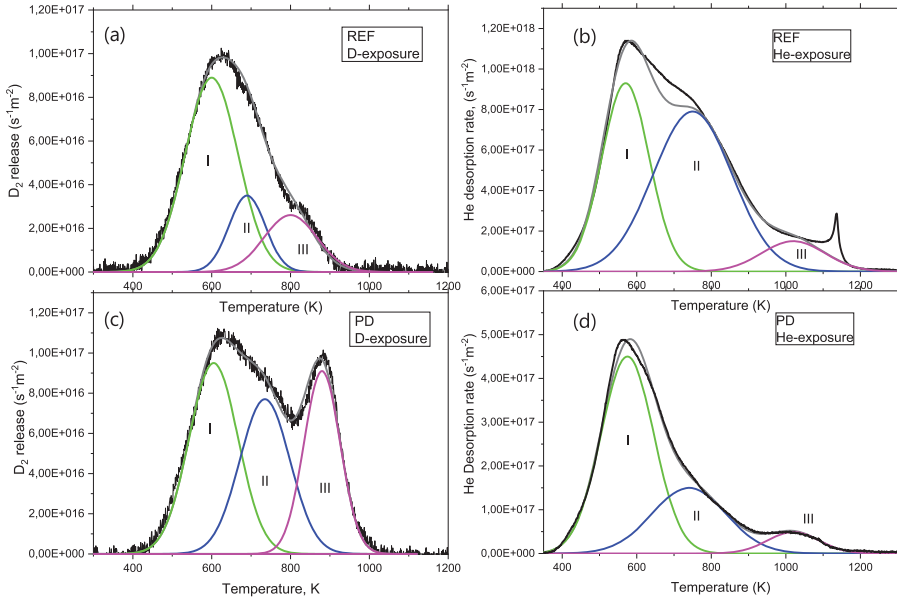 (a)
REF
D-exposure
1,20E+017
1,00E+017
8,00E+016
6,00E+016
4,00E+016
2,00E+016
0,00E+000
D₂ release (s⁻¹m⁻²)
I
II
III
400
600
800
1000
1200
Temperature (K)
(b)
REF
He-exposure
1,20E+018
1,00E+018
8,00E+017
6,00E+017
4,00E+017
2,00E+017
0,00E+000
He desorption rate, (s⁻¹m⁻²)
I
II
III
400
600
800
1000
1200
Temperature (K)
(c)
PD
D-exposure
1,20E+017
1,00E+017
8,00E+016
6,00E+016
4,00E+016
2,00E+016
0,00E+000
D₂ release (s⁻¹m⁻²)
I
II
III
400
600
800
1000
1200
Temperature, K
(d)
PD
He-exposure
6,00E+017
5,00E+017
4,00E+017
3,00E+017
2,00E+017
1,00E+017
0,00E+000
He Desorption rate (s⁻¹m⁻²)
I
II
III
400
600
800
1000
1200
Temperature (K)